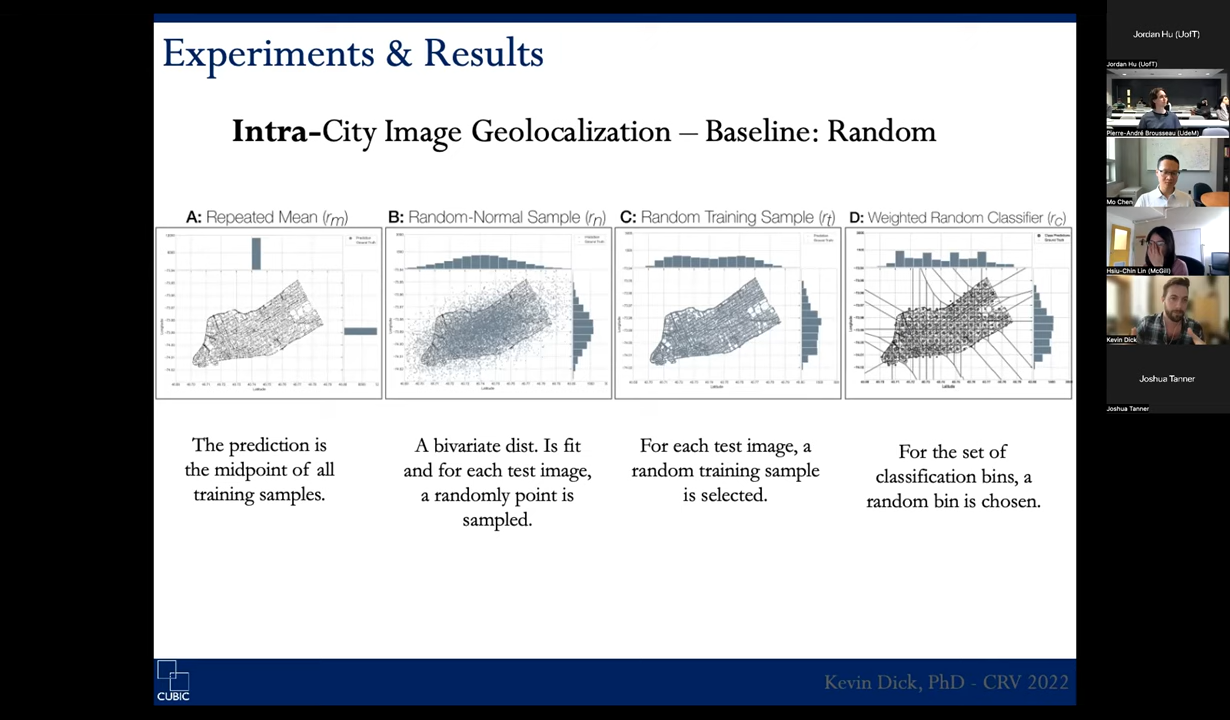 Experiments & Results
Intra-City Image Geolocalization – Baseline: Random
A: Repeated Mean (rm)
B: Random-Normal Sample (rn)
C: Random Training Sample (rt)
D: Weighted Random Classifier (rc)
Latitude
Latitude
Latitude
Latitude
The prediction is
the midpoint of all
training samples.
A bivariate dist. Is fit
and for each test image,
a randomly point is
sampled.
For each test image, a
random training sample
is selected.
For the set of
classification bins, a
random bin is chosen.
CUBIC
Kevin Dick, PhD - CRV 2022
Jordan Hu (UofT)
Jordan Hu (UofT)
Pierre-André Brousseau (UdeM)
Mo Chen
Hsiu-Chin Lin (McGill)
Kevin Dick
Joshua Tanner
Joshua Tanner